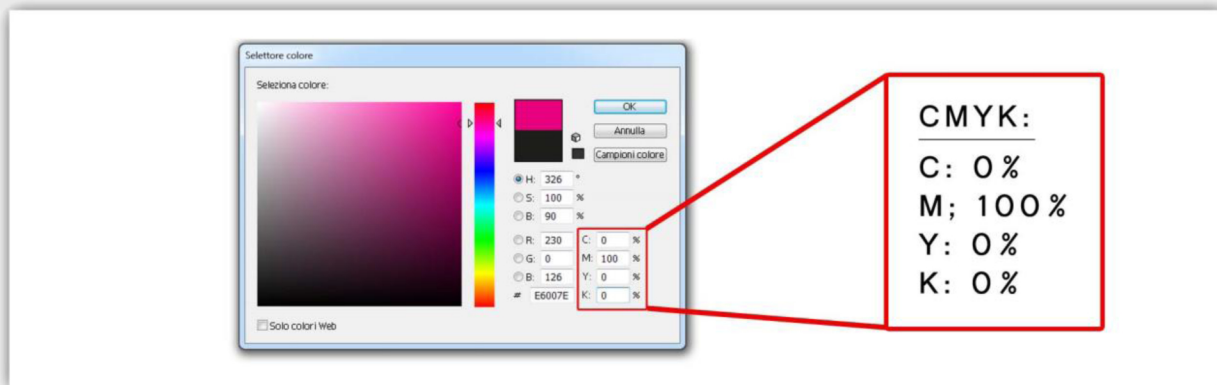 Selettore colore
Seleziona colore:
OK
Annulla
Campioni colore
H: 326 °
S: 100 %
B: 90 %
R: 230 C: 0 %
G: 0 M: 100 %
B: 126 Y: 0 %
# E6007E K: 0 %
Solo colori Web
CMYK:
C: 0%
M; 100%
Y: 0%
K: 0%